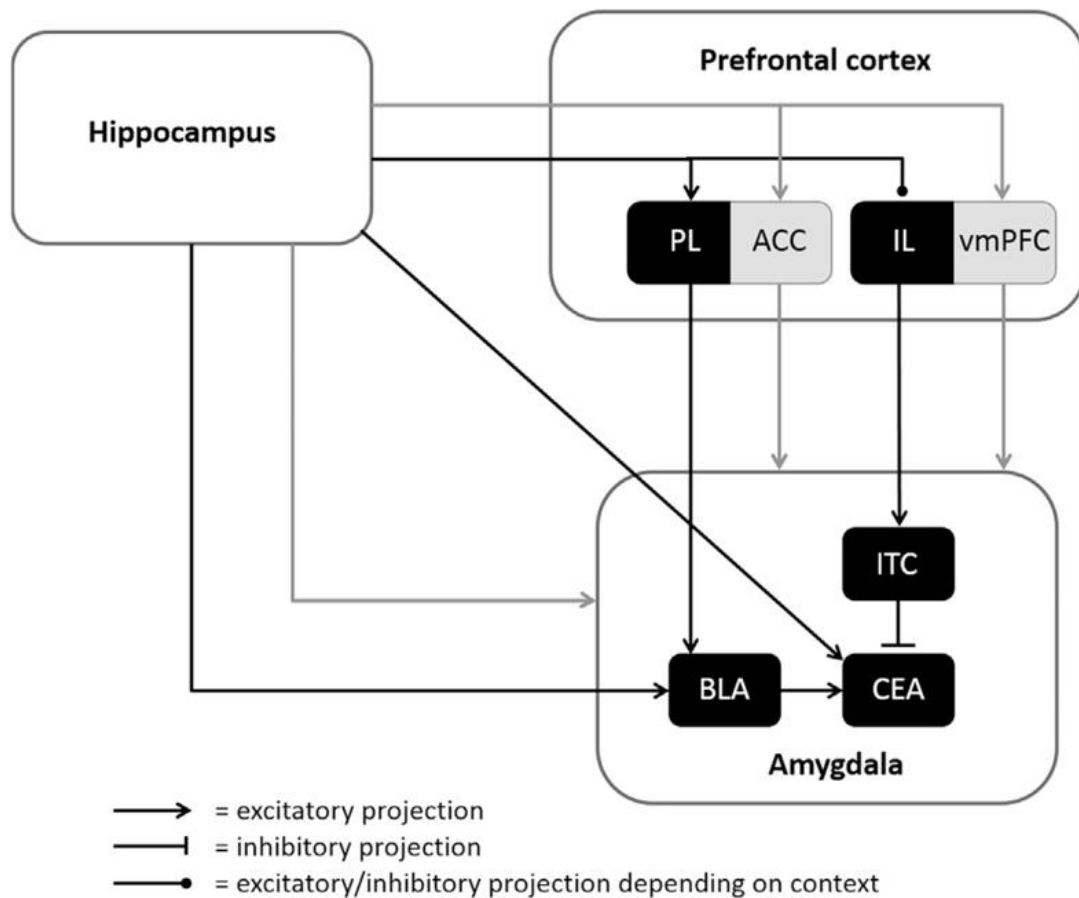 Prefrontal cortex
Hippocampus
PL
ACC
IL
vmPFC
ITC
BLA
CEA
Amygdala
= excitatory projection
= inhibitory projection
= excitatory/inhibitory projection depending on context